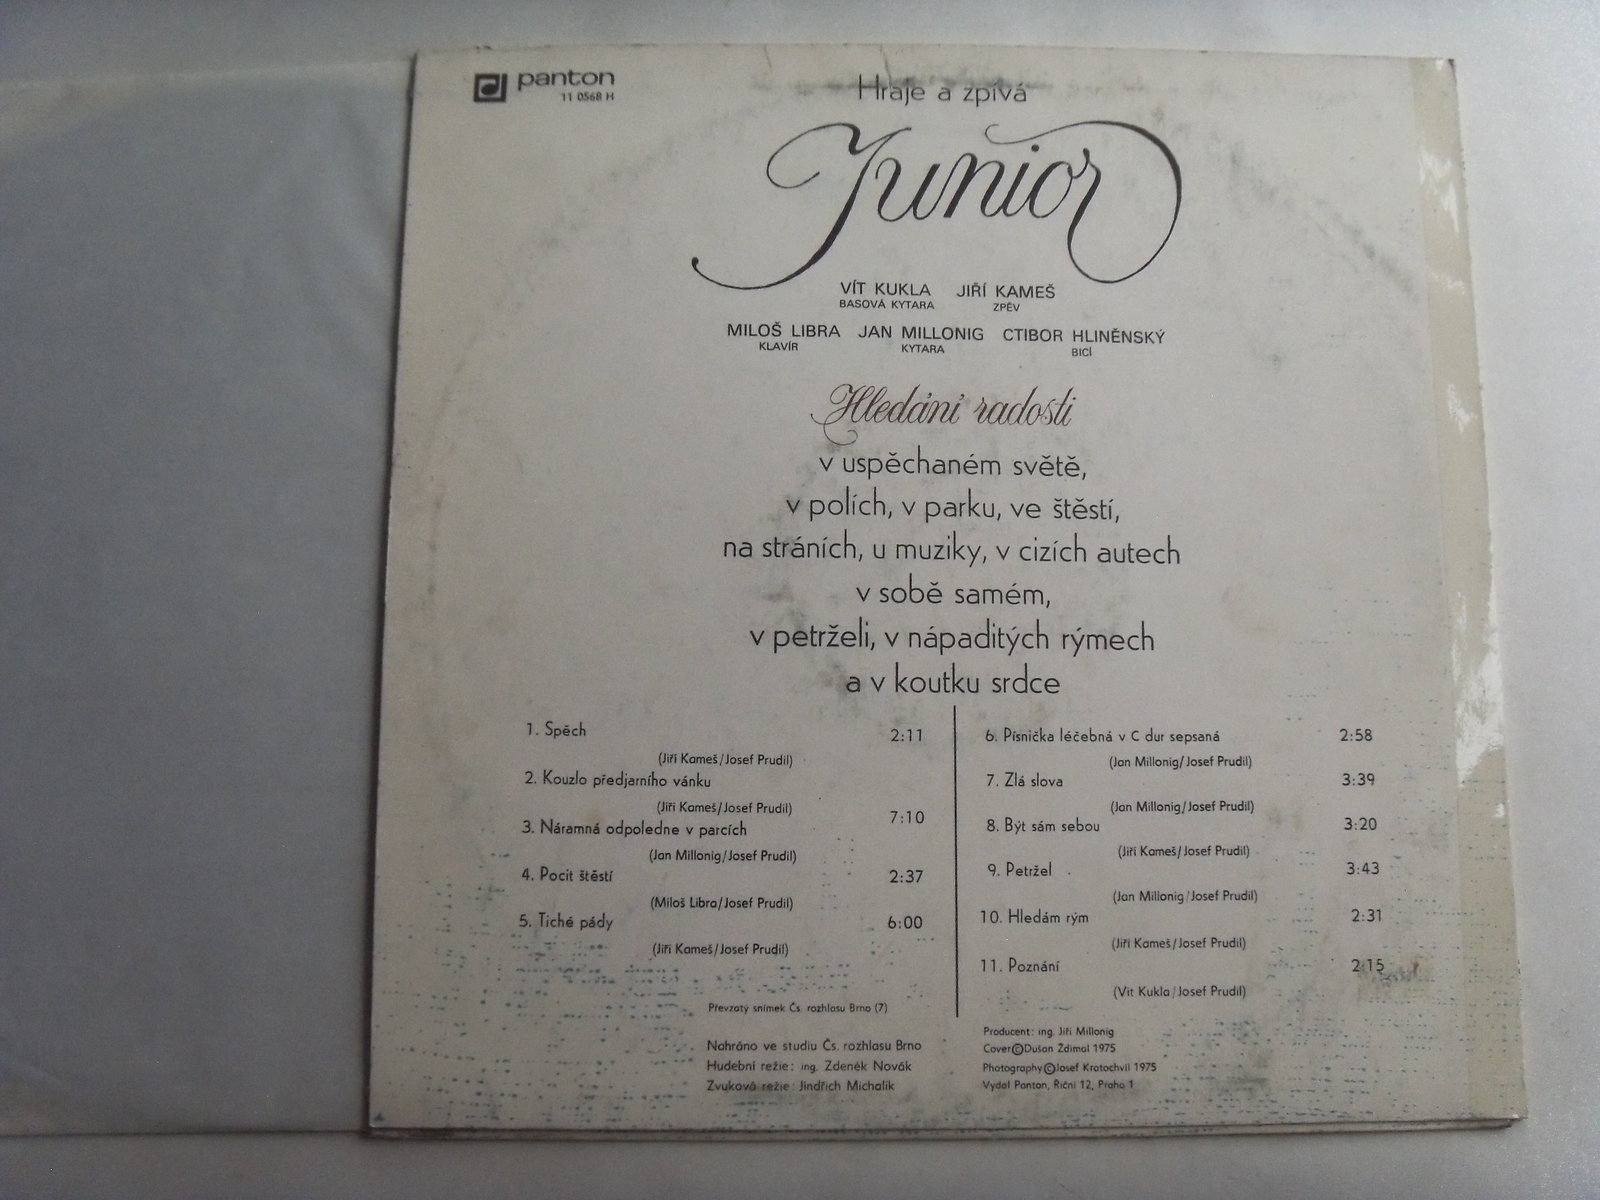 panton
11 0568 H
Hraje a zpívá
Junior
VÍT KUKLA JIŘÍ KAMEŠ
BASOVÁ KYTARA ZPĚV
MILOŠ LIBRA JAN MILLONIG CTIBOR HLINĚNSKÝ
KLAVÍR KYTARA BICÍ
Hledání radosti
v uspěchaném světě,
v polích, v parku, ve štěstí,
na stráních, u muziky, v cizích autech
v sobě samém,
v petrželi, v nápaditých rýmech
a v koutku srdce
1. Spěch 2:11
(Jiří Kameš/Josef Prudil)
2. Kouzlo předjarního vánku
(Jiří Kameš/Josef Prudil)
7:10
3. Náramná odpoledne v parcích
(Jan Millonig/Josef Prudil)
4. Pocit štěstí 2:37
(Miloš Libra/Josef Prudil)
5. Tiché pády 6:00
(Jiří Kameš/Josef Prudil)
Převzatý snímek Čs. rozhlasu Brno (7)
Nahráno ve studiu Čs. rozhlasu Brno
Hudební režie: ing. Zdeněk Novák
Zvuková režie: Jindřich Michalík
6. Písnička léčebná v C dur sepsaná 2:58
(Jan Millonig/Josef Prudil)
7. Zlá slova 3:39
(Jan Millonig/Josef Prudil)
8. Být sám sebou 3:20
(Jiří Kameš/Josef Prudil)
9. Petržel 3:43
(Jan Millonig/Josef Prudil)
10. Hledám rým 2:31
(Jiří Kameš/Josef Prudil)
11. Poznání 2:15
(Vít Kukla/Josef Prudil)
Producent: ing. Jiří Millonig
Cover©Dušan Ždímal 1975
Photography©Josef Kratochvil 1975
Vydal Panton, Říční 12, Praha 1